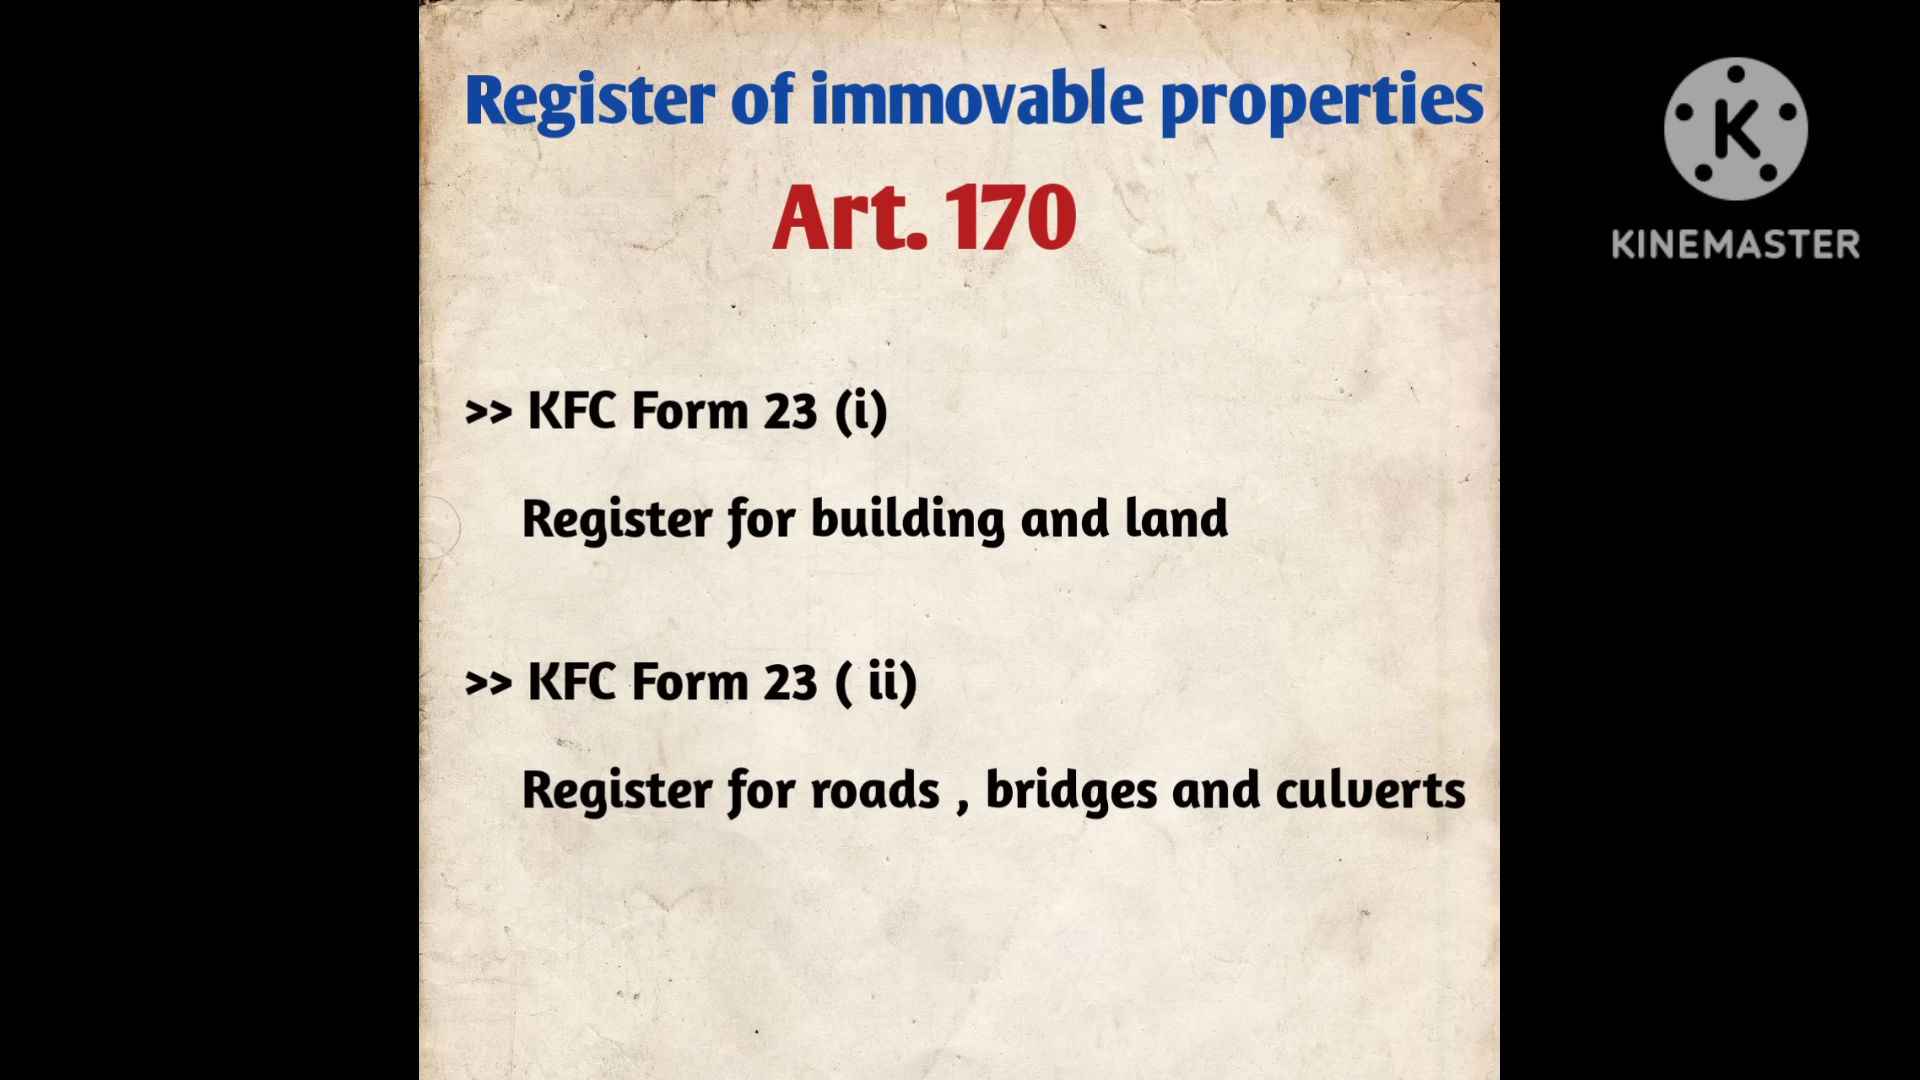 Register of immovable properties
Art. 170
>> KFC Form 23 (i)
Register for building and land
>> KFC Form 23 ( ii)
Register for roads , bridges and culverts
K
KINEMASTER